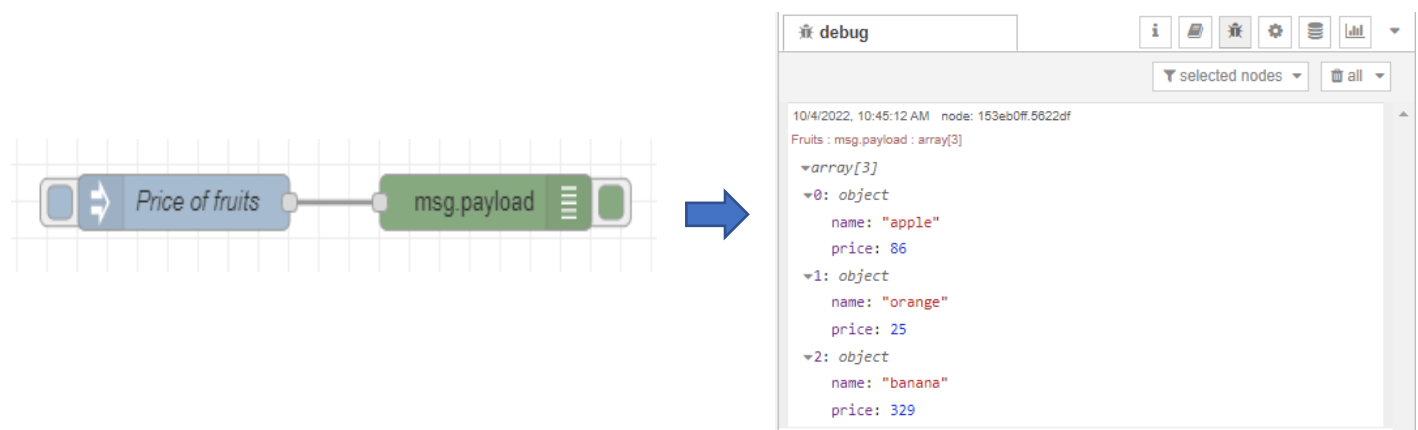 Price of fruits
msg.payload
debug
selected nodes
all
10/4/2022, 10:45:12 AM node: 153eb0ff.5622df
Fruits : msg.payload : array[3]
array[3]
0: object
name: "apple"
price: 86
1: object
name: "orange"
price: 25
2: object
name: "banana"
price: 329